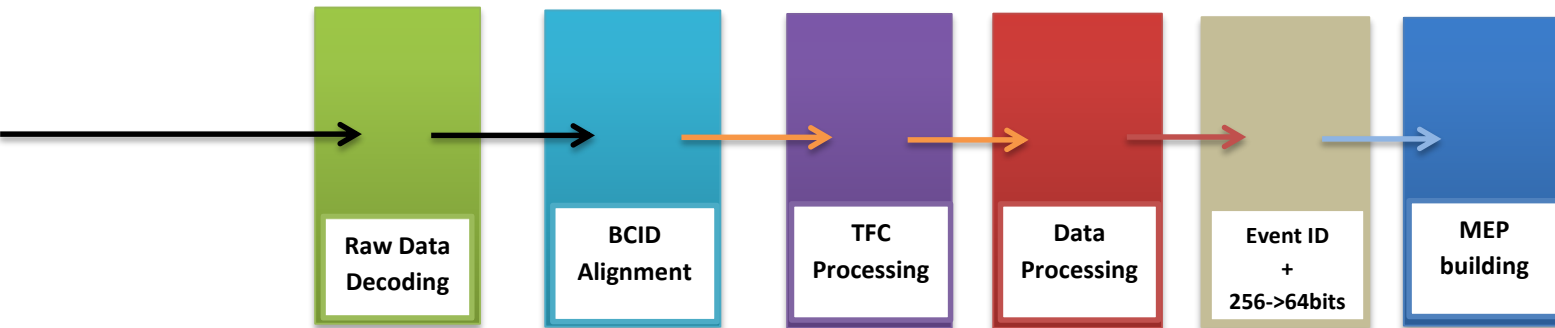 Raw Data
Decoding
BCID
Alignment
TFC
Processing
Data
Processing
Event ID
+
256->64bits
MEP
building